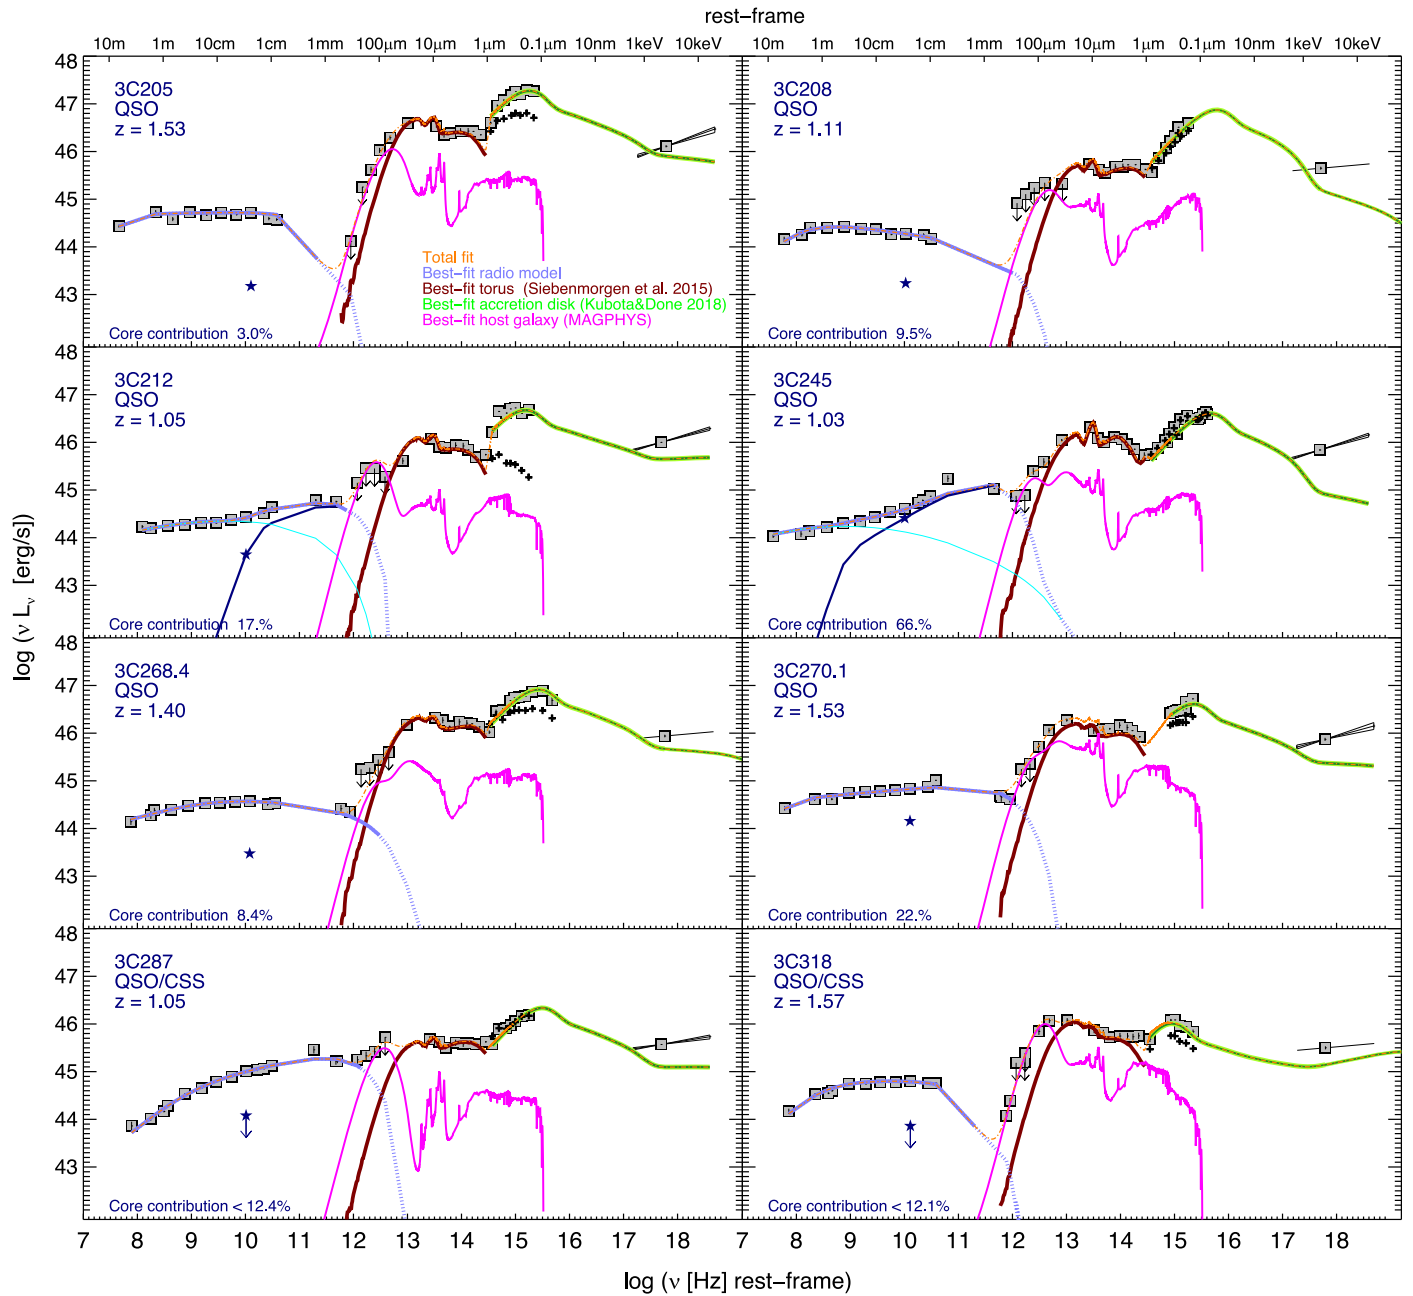 rest−frame
10m 1m 10cm 1cm 1mm 100μm 10μm 1μm 0.1μm 10nm 1keV 10keV
10m 1m 10cm 1cm 1mm 100μm 10μm 1μm 0.1μm 10nm 1keV 10keV
48
47
46
45
44
43
3C205
QSO
z = 1.53
Total fit
Best−fit radio model
Best−fit torus (Siebenmorgen et al. 2015)
Best−fit accretion disk (Kubota&Done 2018)
Best−fit host galaxy (MAGPHYS)
Core contribution 3.0%
3C208
QSO
z = 1.11
Core contribution 9.5%
48
47
46
45
44
43
3C212
QSO
z = 1.05
Core contribution 17.%
3C245
QSO
z = 1.03
Core contribution 66.%
log (ν Lν [erg/s])
48
47
46
45
44
43
3C268.4
QSO
z = 1.40
Core contribution 8.4%
3C270.1
QSO
z = 1.53
Core contribution 22.%
48
47
46
45
44
43
3C287
QSO/CSS
z = 1.05
Core contribution < 12.4%
3C318
QSO/CSS
z = 1.57
Core contribution < 12.1%
7 8 9 10 11 12 13 14 15 16 17 18
7 8 9 10 11 12 13 14 15 16 17 18
log (ν [Hz] rest−frame)